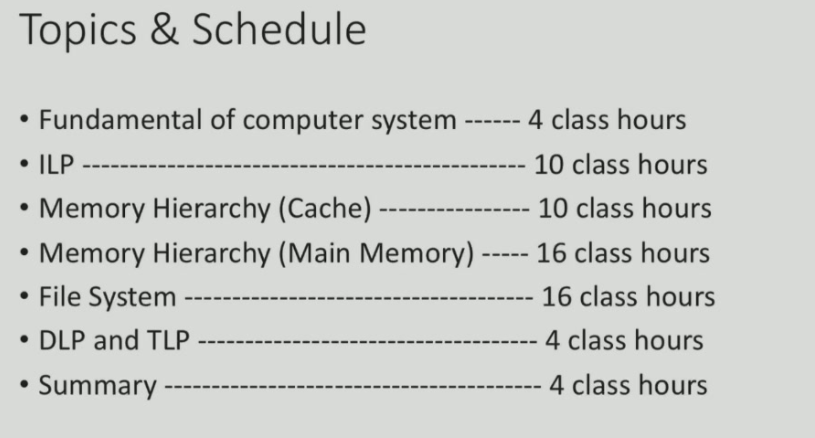 Topics & Schedule
• Fundamental of computer system ------ 4 class hours
• ILP ----------------------------------------------- 10 class hours
• Memory Hierarchy (Cache) ---------------- 10 class hours
• Memory Hierarchy (Main Memory) ----- 16 class hours
• File System ------------------------------------- 16 class hours
• DLP and TLP ------------------------------------ 4 class hours
• Summary ---------------------------------------- 4 class hours